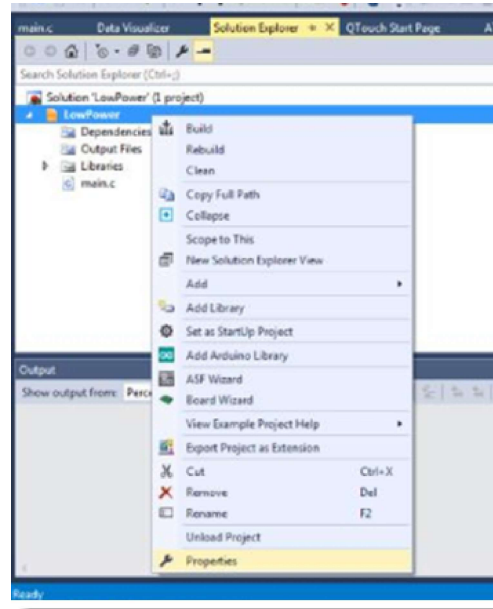 main.c Data Visualizer Solution Explorer QTouch Start Page A
Search Solution Explorer (Ctrl+;)
Solution 'LowPower' (1 project)
LowPower
Dependencies
Output Files
Libraries
main.c
Build
Rebuild
Clean
Copy Full Path
Collapse
Scope to This
New Solution Explorer View
Add
Add Library
Set as StartUp Project
Add Arduino Library
ASF Wizard
Board Wizard
View Example Project Help
Export Project as Extension
Cut Ctrl+X
Remove Del
Rename F2
Unload Project
Properties
Output
Show output from: Perce
Ready